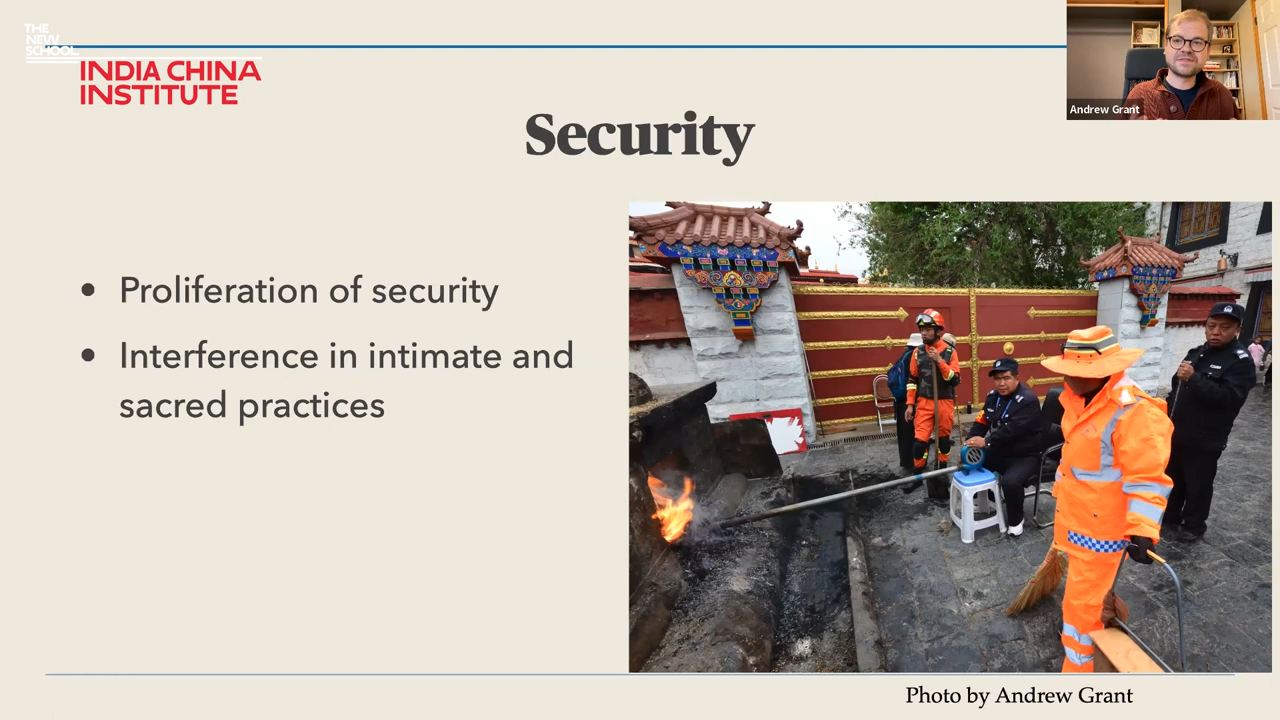 THE
NEW
SCHOOL
INDIA CHINA
INSTITUTE
Andrew Grant
Security
• Proliferation of security
• Interference in intimate and
sacred practices
Photo by Andrew Grant